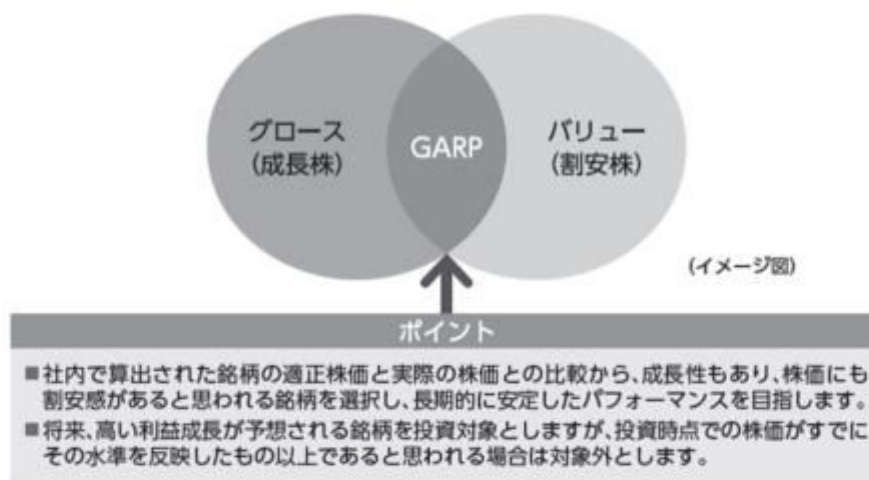 グロース
(成長株)
GARP
バリュー
(割安株)
(イメージ図)
ポイント
■社内で算出された銘柄の適正株価と実際の株価との比較から、成長性もあり、株価にも
割安感があると思われる銘柄を選択し、長期的に安定したパフォーマンスを目指します。
■将来、高い利益成長が予想される銘柄を投資対象としますが、投資時点での株価がすでに
その水準を反映したもの以上であると思われる場合は対象外とします。